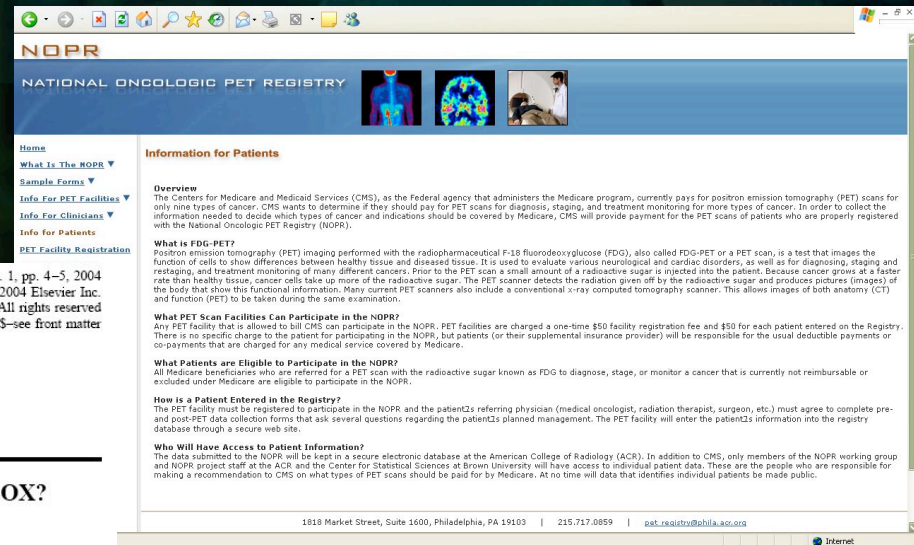 NOPR
NATIONAL ONCOLOGIC PET REGISTRY
Home
What Is The NOPR ▼
Sample Forms ▼
Info For PET Facilities ▼
Info For Clinicians ▼
Info for Patients
PET Facility Registration
Information for Patients
Overview
The Centers for Medicare and Medicaid Services (CMS), as the Federal agency that administers the Medicare program, currently pays for positron emission tomography (PET) scans for
only nine types of cancer. CMS wants to determine if they should pay for PET scans for diagnosis, staging, and treatment monitoring for more types of cancer. In order to collect the
information needed to decide which types of cancer and indications should be covered by Medicare, CMS will provide payment for the PET scans of patients who are properly registered
with the National Oncologic PET Registry (NOPR).
What is FDG-PET?
Positron emission tomography (PET) imaging performed with the radiopharmaceutical F-18 fluorodeoxyglucose (FDG), also called FDG-PET or a PET scan, is a test that images the
function of cells to show differences between healthy tissue and diseased tissue. It is used to evaluate various neurological and cardiac disorders, as well as for diagnosis, staging and
restaging, and treatment monitoring of many different cancers. Prior to the PET scan a small amount of a radioactive sugar is injected into the patient. Because cancer grows at a faster
rate than healthy tissue, cancer cells take up more of the radioactive sugar. The PET scanner detects the radiation given off by the radioactive sugar and produces pictures (images) of
the body that show this functional information. Many current PET scanners also include a conventional x-ray computed tomography scanner. This allows images of both anatomy (CT)
and function (PET) to be taken during the same examination.
What PET Scan Facilities Can Participate in the NOPR?
Any PET facility that is allowed to bill CMS can participate in the NOPR. PET facilities are charged a one-time $50 facility registration fee and $50 for each patient entered on the Registry.
There is no specific charge to the patient for participating in the NOPR, but patients (or their supplemental insurance provider) will be responsible for the usual deductible payments or
co-payments that are charged for any medical service covered by Medicare.
What Patients are Eligible to Participate in the NOPR?
All Medicare beneficiaries who are referred for a PET scan with the radioactive sugar known as FDG to diagnose, stage, or monitor a cancer that is currently not reimbursable or
excluded under Medicare are eligible to participate in the NOPR.
How is a Patient Entered in the Registry?
The PET facility must be registered to participate in the NOPR and the patient2s referring physician (medical oncologist, radiation therapist, surgeon, etc.) must agree to complete pre-
and post-PET data collection forms that ask several questions regarding the patient2s planned management. The PET facility will enter the patient2s information into the registry
database through a secure web site.
Who Will Have Access to Patient Information?
The data submitted to the NOPR will be kept in a secure electronic database at the American College of Radiology (ACR). In addition to CMS, only members of the NOPR working group
and NOPR project staff at the ACR and the Center for Statistical Sciences at Brown University will have access to individual patient data. These are the people who are responsible for
making a recommendation to CMS on what types of PET scans should be paid for by Medicare. At no time will data that identifies individual patients be made public.
1818 Market Street, Suite 1600, Philadelphia, PA 19103 | 215.717.0859 | pet_registry@phila.acr.org
Internet
. 1, pp. 4–5, 2004
2004 Elsevier Inc.
All rights reserved
$–see front matter
OX?